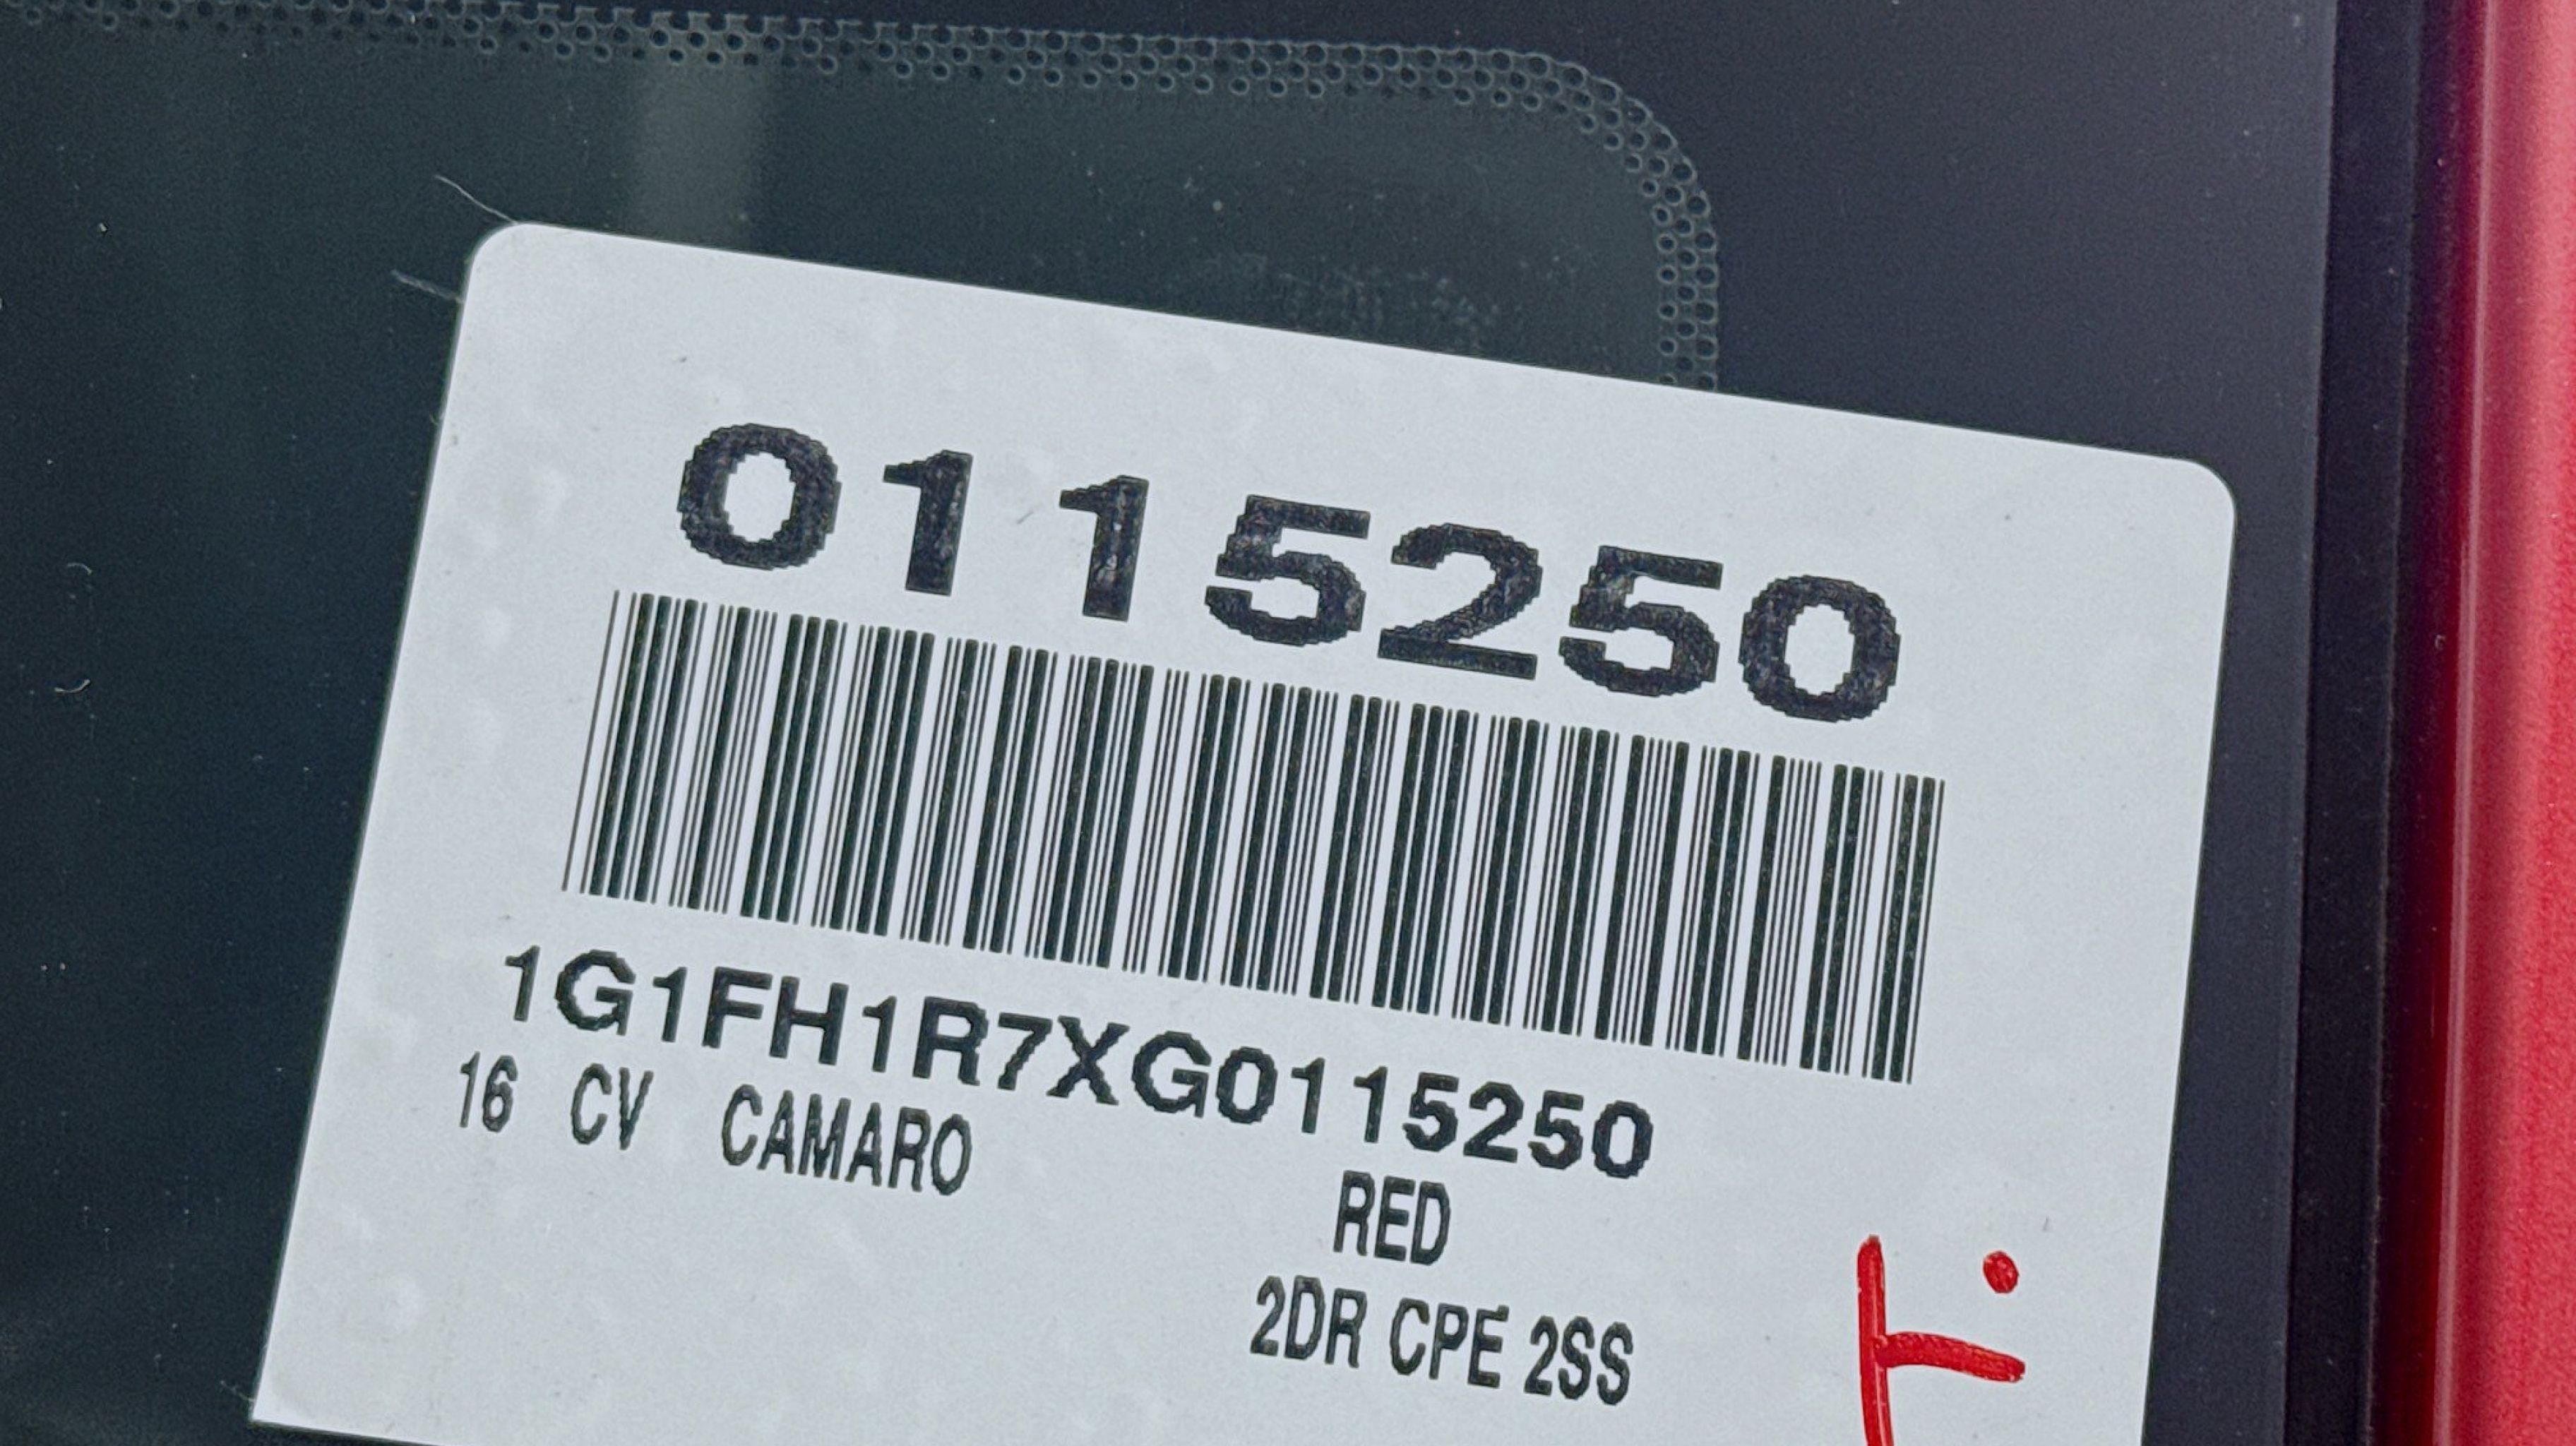 0115250
1G1FH1R7XG0115250
16 CV CAMARO
RED
2DR CPE 2SS